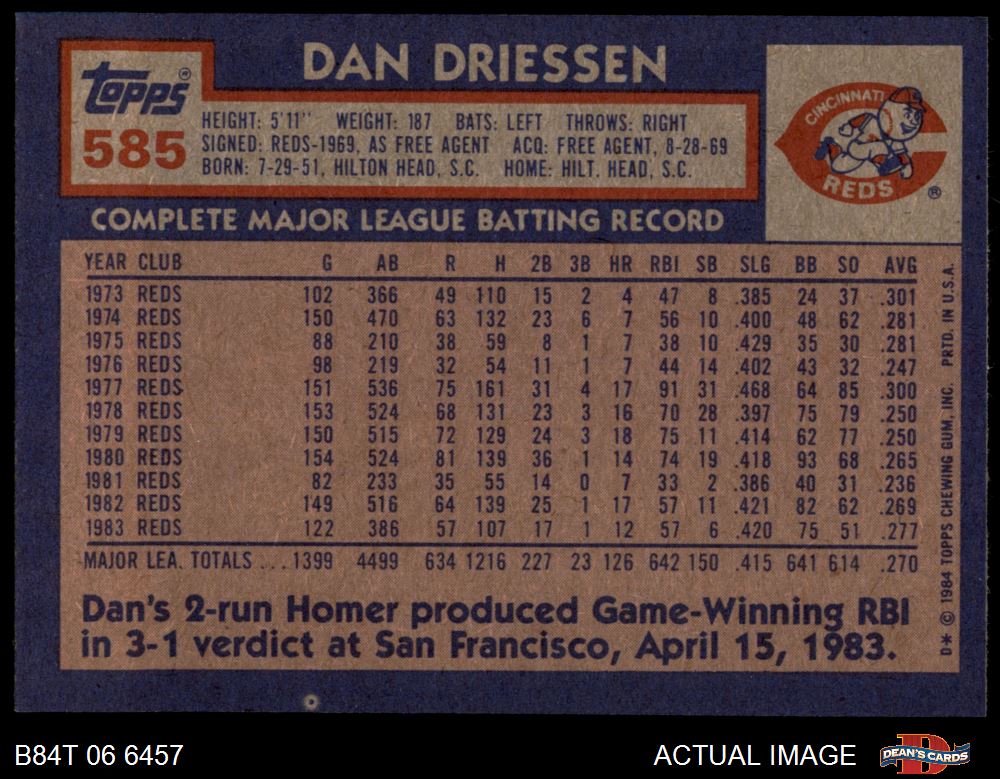 Topps®
585
DAN DRIESSEN
HEIGHT: 5'11" WEIGHT: 187 BATS: LEFT THROWS: RIGHT
SIGNED: REDS-1969, AS FREE AGENT ACQ: FREE AGENT, 8-28-69
BORN: 7-29-51, HILTON HEAD, S.C. HOME: HILT. HEAD, S.C.
CINCINNATI
REDS
®
COMPLETE MAJOR LEAGUE BATTING RECORD
YEAR CLUB G AB R H 2B 3B HR RBI SB SLG BB SO AVG
1973 REDS 102 366 49 110 15 2 4 47 8 .385 24 37 .301
1974 REDS 150 470 63 132 23 6 7 56 10 .400 48 62 .281
1975 REDS 88 210 38 59 8 1 7 38 10 .429 35 30 .281
1976 REDS 98 219 32 54 11 1 7 44 14 .402 43 32 .247
1977 REDS 151 536 75 161 31 4 17 91 31 .468 64 85 .300
1978 REDS 153 524 68 131 23 3 16 70 28 .397 75 79 .250
1979 REDS 150 515 72 129 24 3 18 75 11 .414 62 77 .250
1980 REDS 154 524 81 139 36 1 14 74 19 .418 93 68 .265
1981 REDS 82 233 35 55 14 0 7 33 2 .386 40 31 .236
1982 REDS 149 516 64 139 25 1 17 57 11 .421 82 62 .269
1983 REDS 122 386 57 107 17 1 12 57 6 .420 75 51 .277
MAJOR LEA. TOTALS ... 1399 4499 634 1216 227 23 126 642 150 .415 641 614 .270
Dan's 2-run Homer produced Game-Winning RBI
in 3-1 verdict at San Francisco, April 15, 1983.
D* © 1984 TOPPS CHEWING GUM, INC. PRTD. IN U.S.A.
B84T 06 6457
ACTUAL IMAGE
DEAN'S CARDS